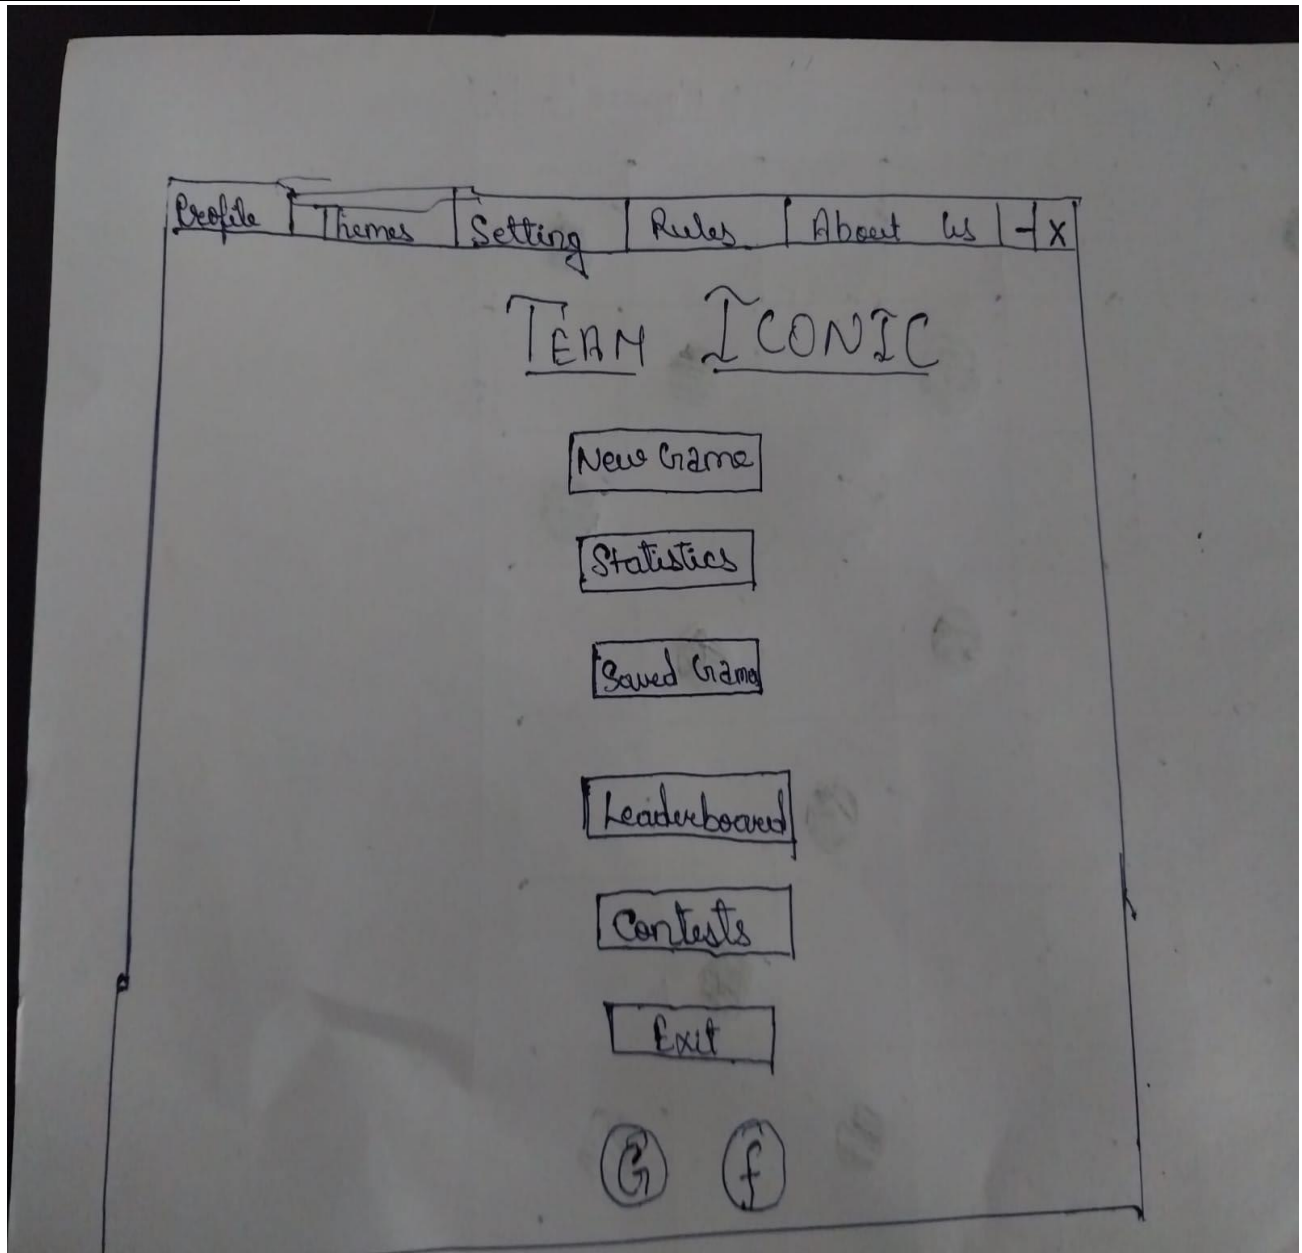 Profile Themes Setting Rules About Us - X
TEAM ICONIC
New Game
Statistics
Saved Game
Leaderboard
Contests
Exit
G f